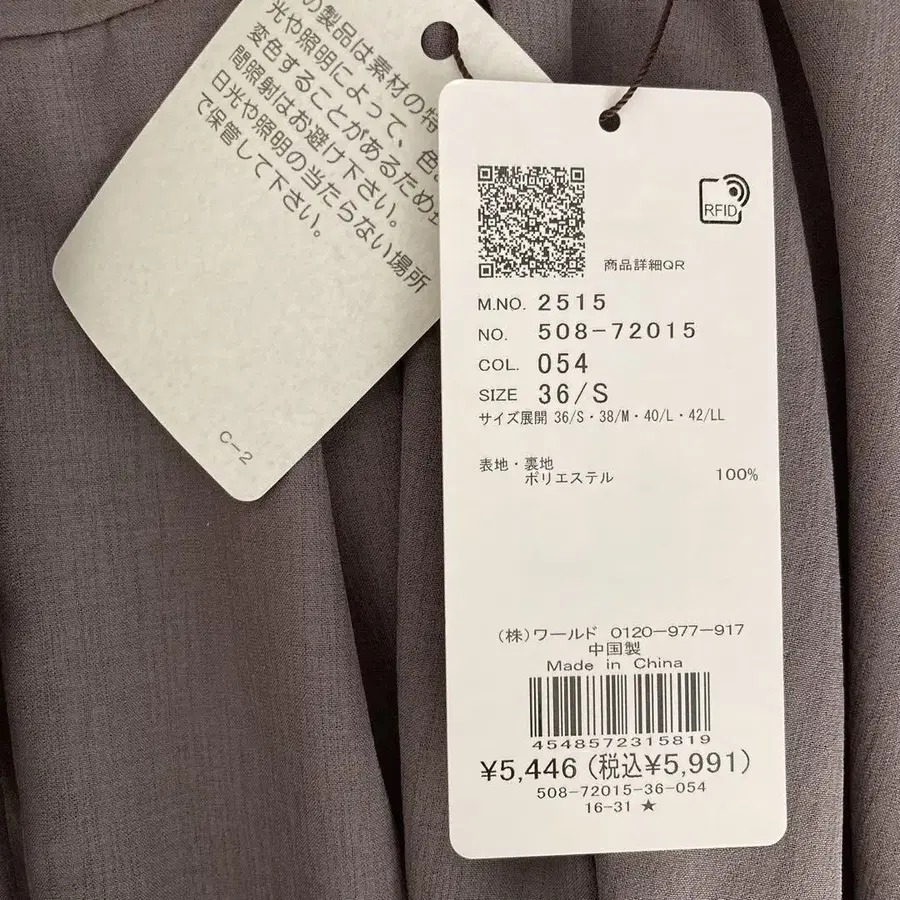 の製品は素材の特
光や照明によって、色
変色することがあるため
間照射はお避け下さい。
日光や照明の当たらない場所
で保管して下さい。
C-2
RFID
商品詳細QR
M.NO. 2515
NO. 508-72015
COL. 054
SIZE 36/S
サイズ展開 36/S・38/M・40/L・42/LL
表地・裏地
ポリエステル 100%
(株)ワールド 0120-977-917
中国製
Made in China
4548572315819
¥5,446 (税込¥5,991)
508-72015-36-054
16-31 ★